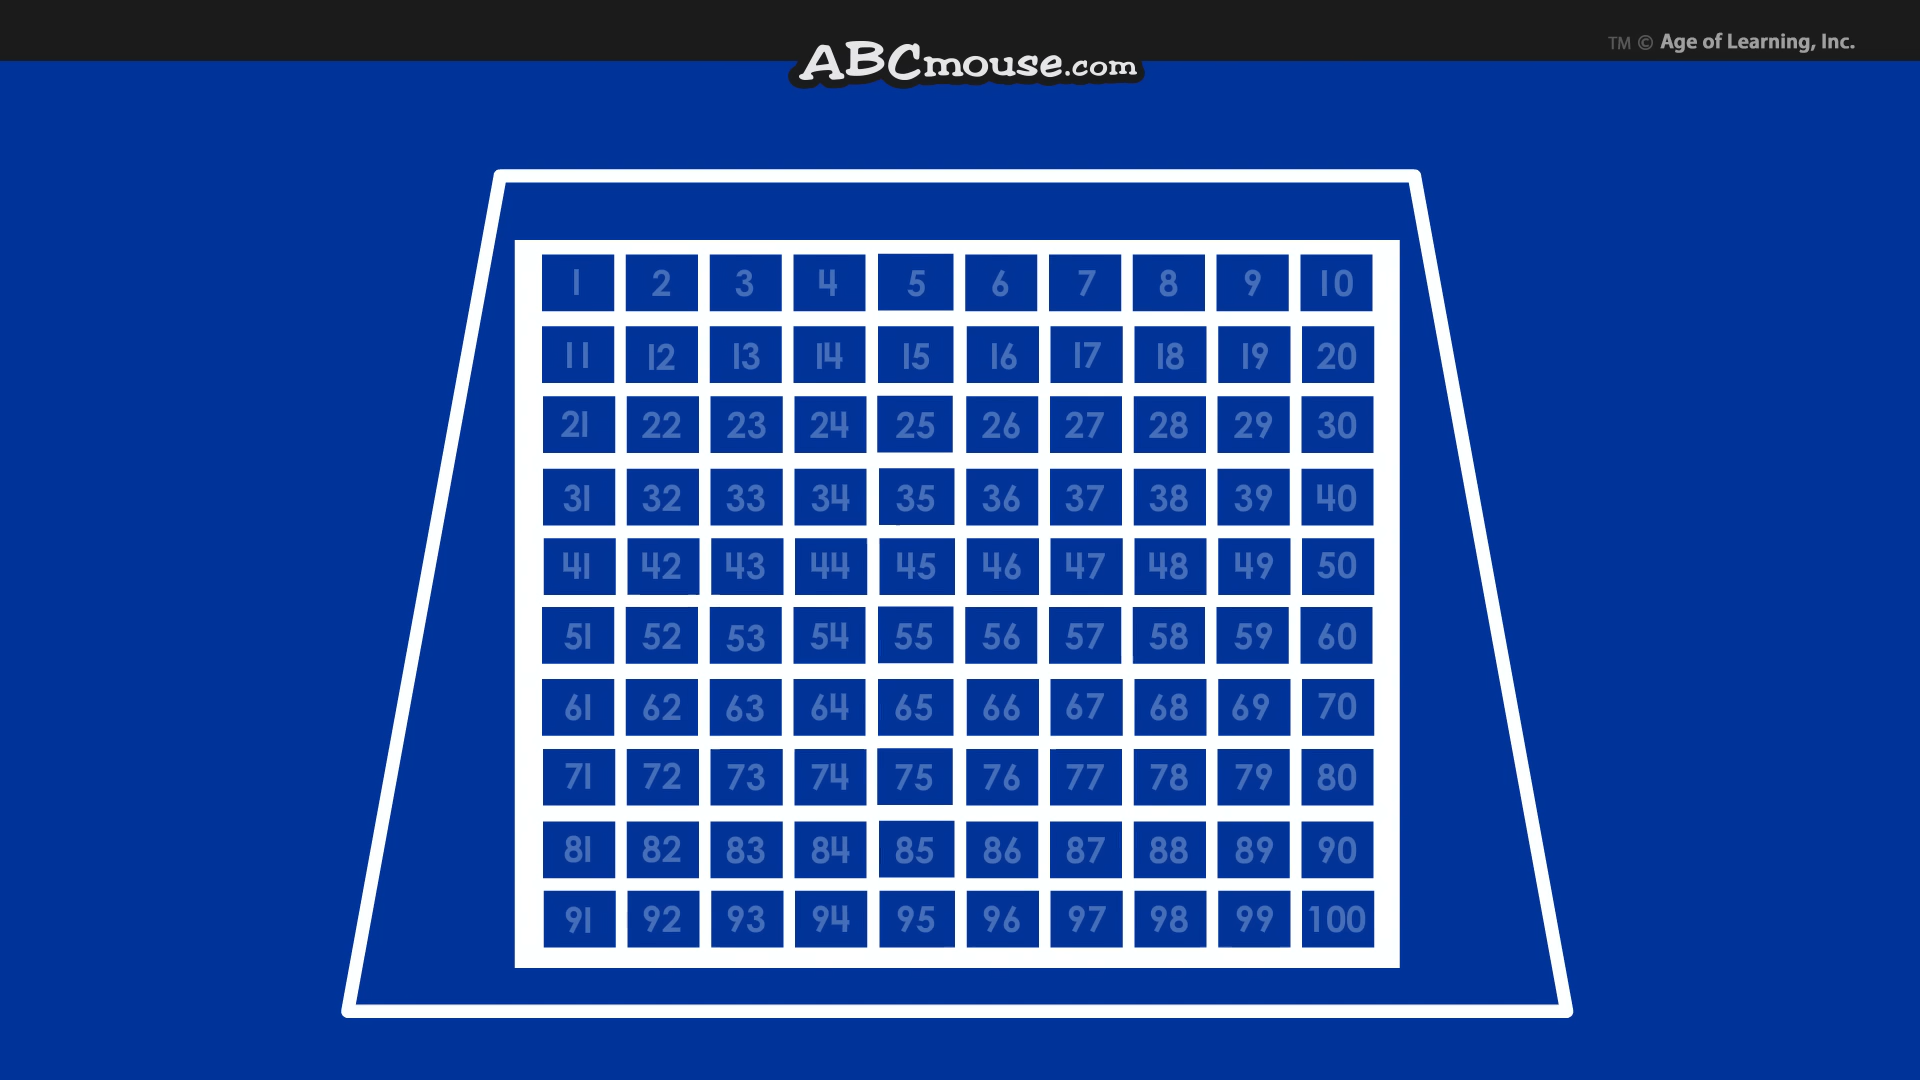 TM © Age of Learning, Inc.
ABCmouse.com
1 2 3 4 5 6 7 8 9 10
11 12 13 14 15 16 17 18 19 20
21 22 23 24 25 26 27 28 29 30
31 32 33 34 35 36 37 38 39 40
41 42 43 44 45 46 47 48 49 50
51 52 53 54 55 56 57 58 59 60
61 62 63 64 65 66 67 68 69 70
71 72 73 74 75 76 77 78 79 80
81 82 83 84 85 86 87 88 89 90
91 92 93 94 95 96 97 98 99 100